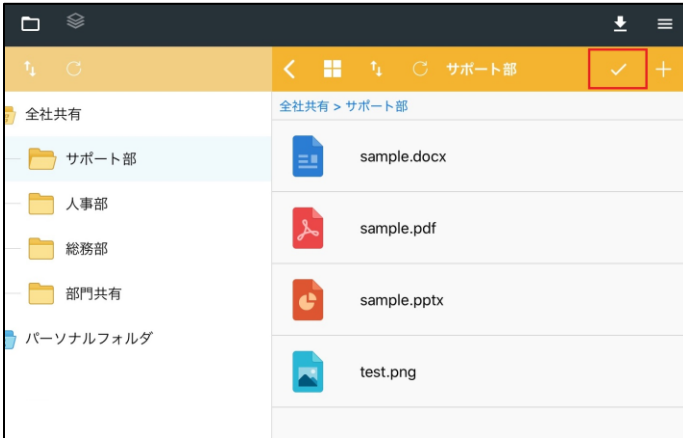 サポート部
全社共有
サポート部
人事部
総務部
部門共有
パーソナルフォルダ
全社共有 > サポート部
sample.docx
sample.pdf
sample.pptx
test.png